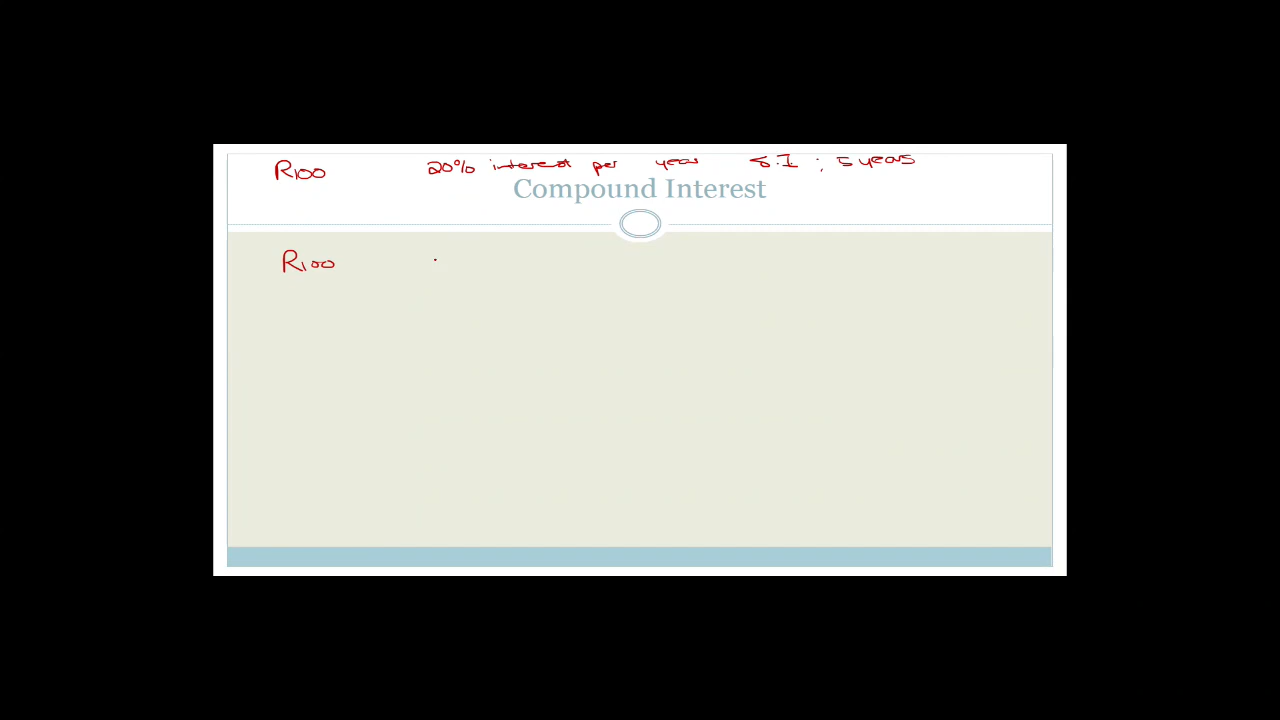 R100 20% interest per year S.I ; 5 years
Compound Interest
R100